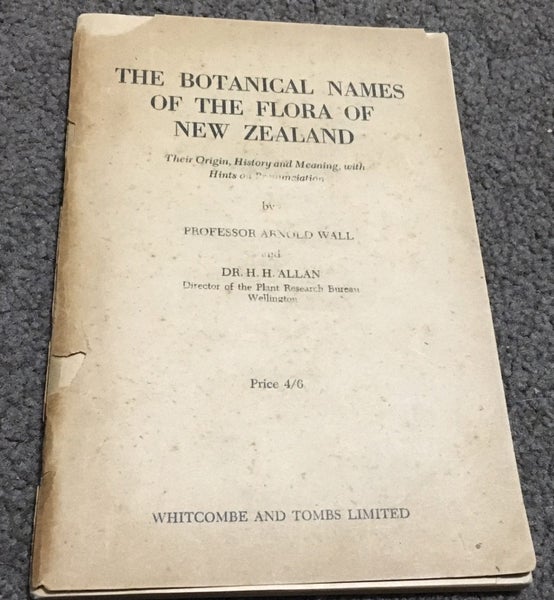 THE BOTANICAL NAMES
OF THE FLORA OF
NEW ZEALAND
Their Origin, History and Meaning, with
Hints on Pronunciation
by
PROFESSOR ARNOLD WALL
and
DR. H. H. ALLAN
Director of the Plant Research Bureau
Wellington
Price 4/6
WHITCOMBE AND TOMBS LIMITED